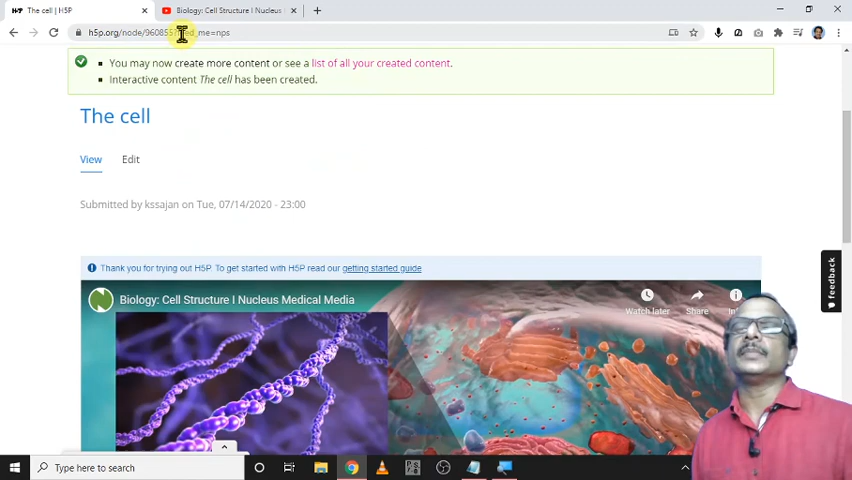 The cell | H5P
Biology: Cell Structure I Nucleus
h5p.org/node/960855
ed_me=nps
You may now create more content or see a list of all your created content.
Interactive content The cell has been created.
The cell
View Edit
Submitted by kssajan on Tue, 07/14/2020 - 23:00
feedback
Thank you for trying out H5P. To get started with H5P read our getting started guide
Biology: Cell Structure I Nucleus Medical Media
Watch later Share
Type here to search